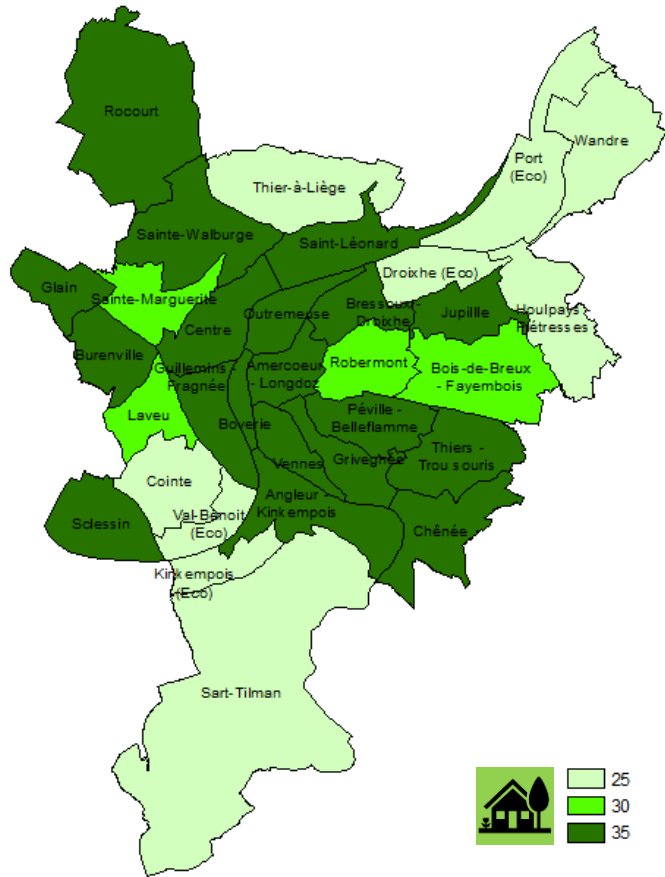 Rocourt
Wandre
Port
(Eco)
Thier-à-Liège
Sainte-Walburge
Saint-Léonard
Droixhe (Eco)
Glain
Sainte-Marguerite
Bressoux-
Droixhe
Jupillle
Houlpays
Piétresses
Outremeuse
Centre
Burenville
Guillemins -
Fragnée
Amercoeur
- Longdoz
Robermont
Bois-de-Breux
- Fayembois
Laveu
Boverie
Péville -
Belleflamme
Thiers -
Trou souris
Vennes
Grivegnée
Cointe
Angleur
Kinkempois
Sclessin
Val-Benoit
(Eco)
Chênée
Kinkempois
(Eco)
Sart-Tilman
25
30
35